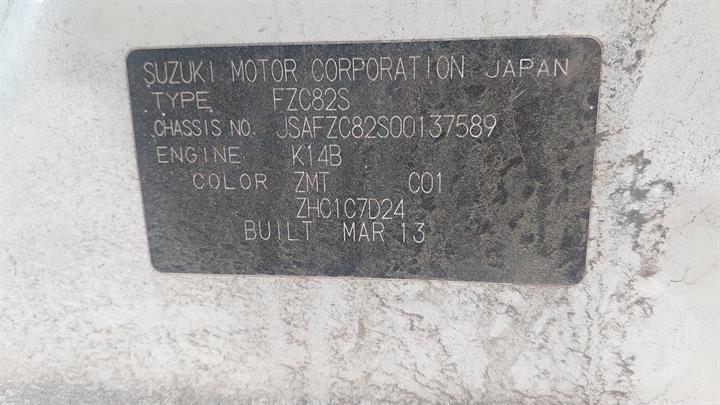 SUZUKI MOTOR CORPORATION JAPAN
TYPE FZC82S
CHASSIS NO. JSAFZC82S00137589
ENGINE K14B
COLOR ZMT C01
ZHC1C7D24
BUILT MAR 13